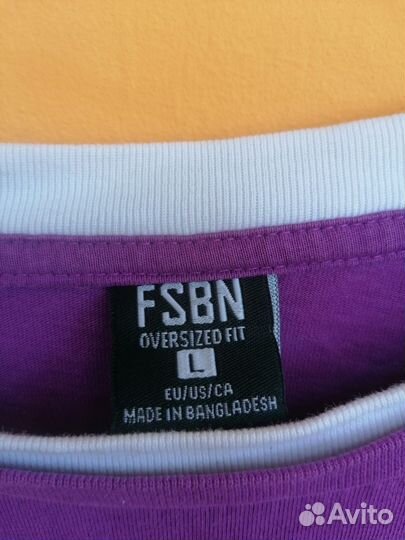 FSBN
OVERSIZED FIT
L
EU/US/CA
MADE IN BANGLADESH
Avito